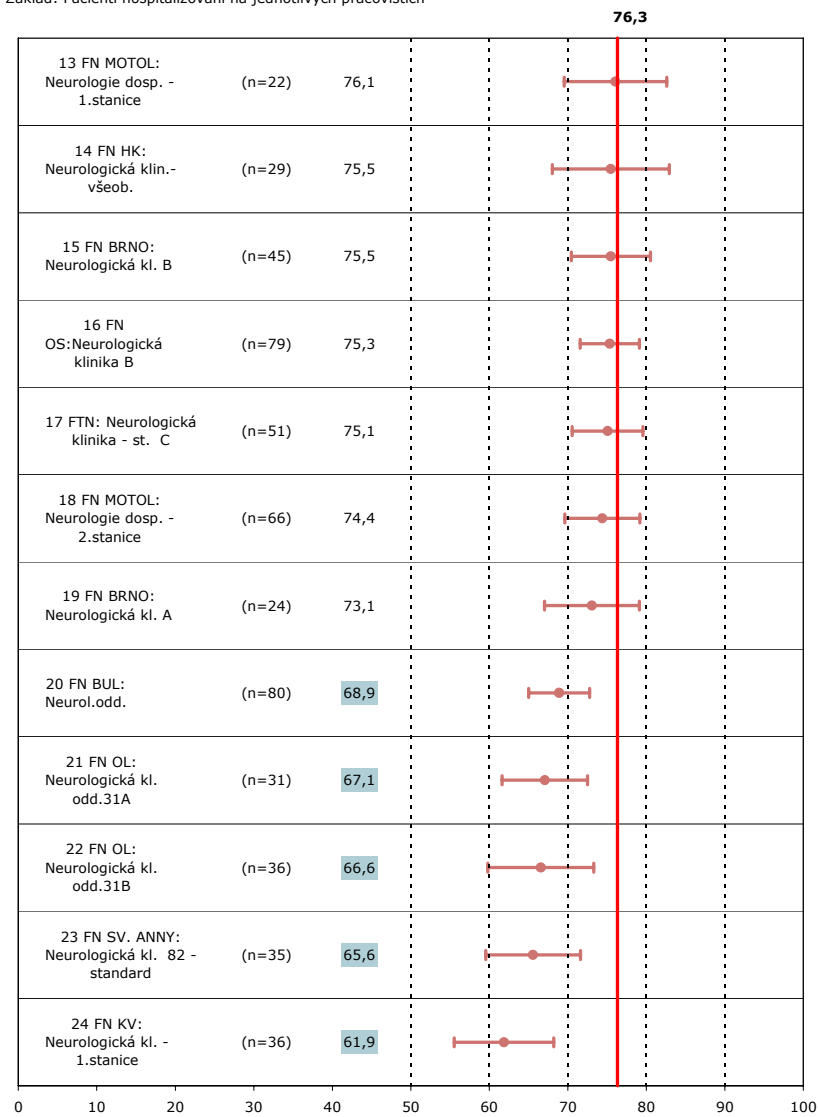 Základ: Pacienti hospitalizovaní na jednotlivých pracovištích
76,3
13 FN MOTOL:
Neurologie dosp. - (n=22) 76,1
1.stanice
14 FN HK:
Neurologická klin.- (n=29) 75,5
všeob.
15 FN BRNO:
Neurologická kl. B (n=45) 75,5
16 FN
OS:Neurologická (n=79) 75,3
klinika B
17 FTN: Neurologická
klinika - st. C (n=51) 75,1
18 FN MOTOL:
Neurologie dosp. - (n=66) 74,4
2.stanice
19 FN BRNO:
Neurologická kl. A (n=24) 73,1
20 FN BUL:
Neurol.odd. (n=80) 68,9
21 FN OL:
Neurologická kl. (n=31) 67,1
odd.31A
22 FN OL:
Neurologická kl. (n=36) 66,6
odd.31B
23 FN SV. ANNY:
Neurologická kl. 82 - (n=35) 65,6
standard
24 FN KV:
Neurologická kl. - (n=36) 61,9
1.stanice
0 10 20 30 40 50 60 70 80 90 100